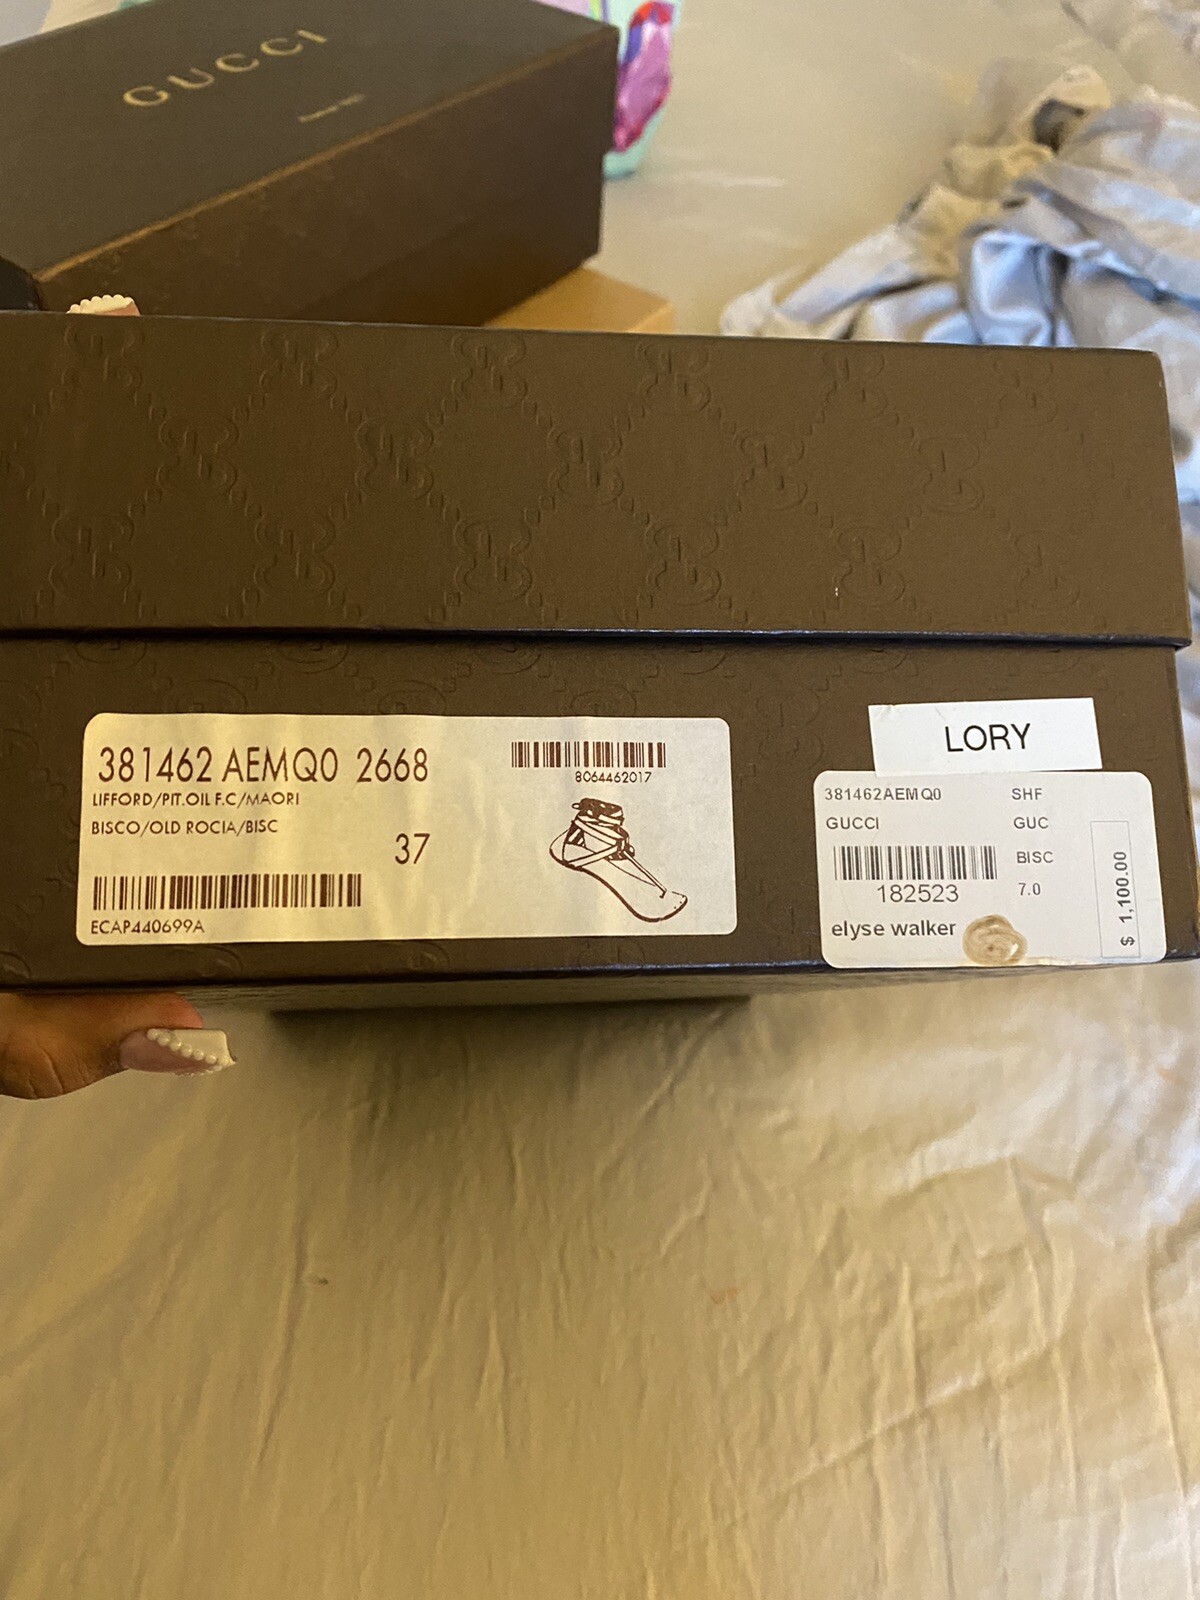 GUCCI
381462 AEMQ0 2668
LIFFORD/PIT.OIL F.C/MAORI
BISCO/OLD ROCIA/BISC
37
ECAP440699A
8064462017
LORY
381462AEMQ0 SHF
GUCCI GUC
BISC
182523 7.0
elyse walker
$ 1,100.00